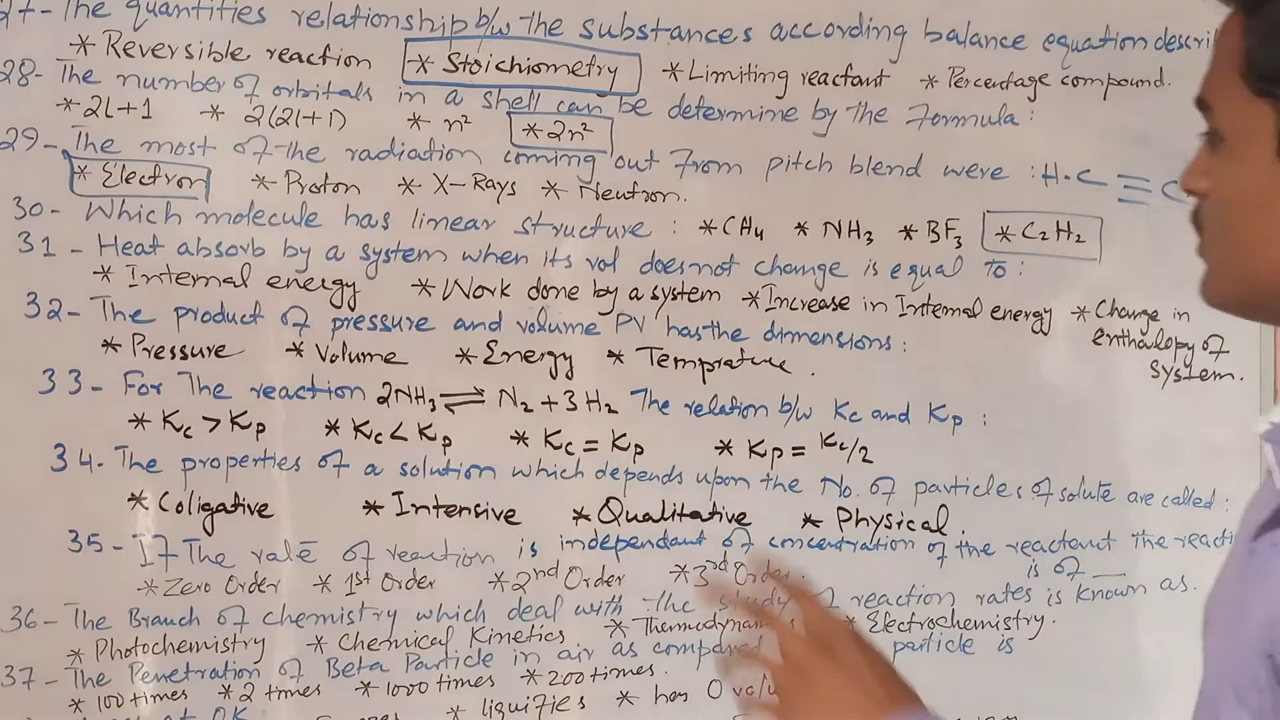 27- The quantities relationship b/w the substances according balance equation descri
* Reversible reaction * Stoichiometry * Limiting reactant * Percentage compound.
28- The number of orbitals in a shell can be determine by the Formula:
* 2l+1 * 2(2l+1) * n² * 2n²
29- The most of the radiation coming out from pitch blend were :
* Electron * Proton * X-Rays * Neutron.
H-C≡C
30- Which molecule has linear structure : * CH₄ * NH₃ * BF₃ * C₂H₂
31- Heat absorb by a system when its vol does not change is equal to:
* Internal energy * Work done by a system * Increase in Internal energy * Change in enthalopy of system.
32- The product of pressure and volume PV has the dimensions:
* Pressure * Volume * Energy * Temprature.
33- For The reaction 2NH₃ ⇌ N₂ + 3H₂ The relation b/w Kc and Kp :
* Kc > Kp * Kc < Kp * Kc = Kp * Kp = Kc/2
34. The properties of a solution which depends upon the No. of particles of solute are called:
* Coligative * Intensive * Qualitative * Physical.
35- If The rate of reaction is independant of concentration of the reactant the reacti
is of __
* Zero Order * 1st Order * 2nd Order * 3rd Order.
36- The Branch of chemistry which deal with the study of reaction rates is known as.
* Photochemistry * Chemical Kinetics * Thermodynam * Electrochemistry.
37- The Penetration of Beta Particle in air as compared particle is
* 100 times * 2 times * 1000 times * 200 times.
* liquifies * has 0 valu